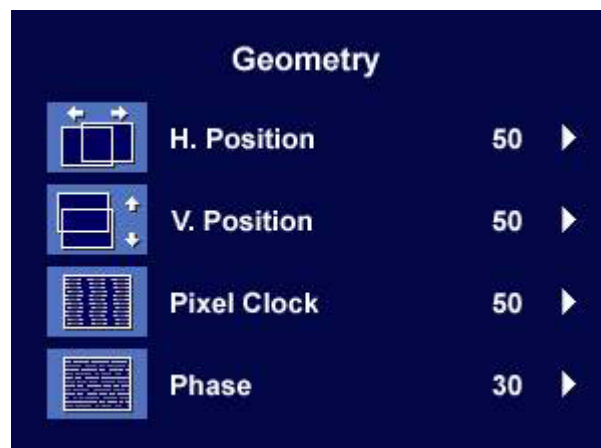 Geometry
H. Position 50
V. Position 50
Pixel Clock 50
Phase 30